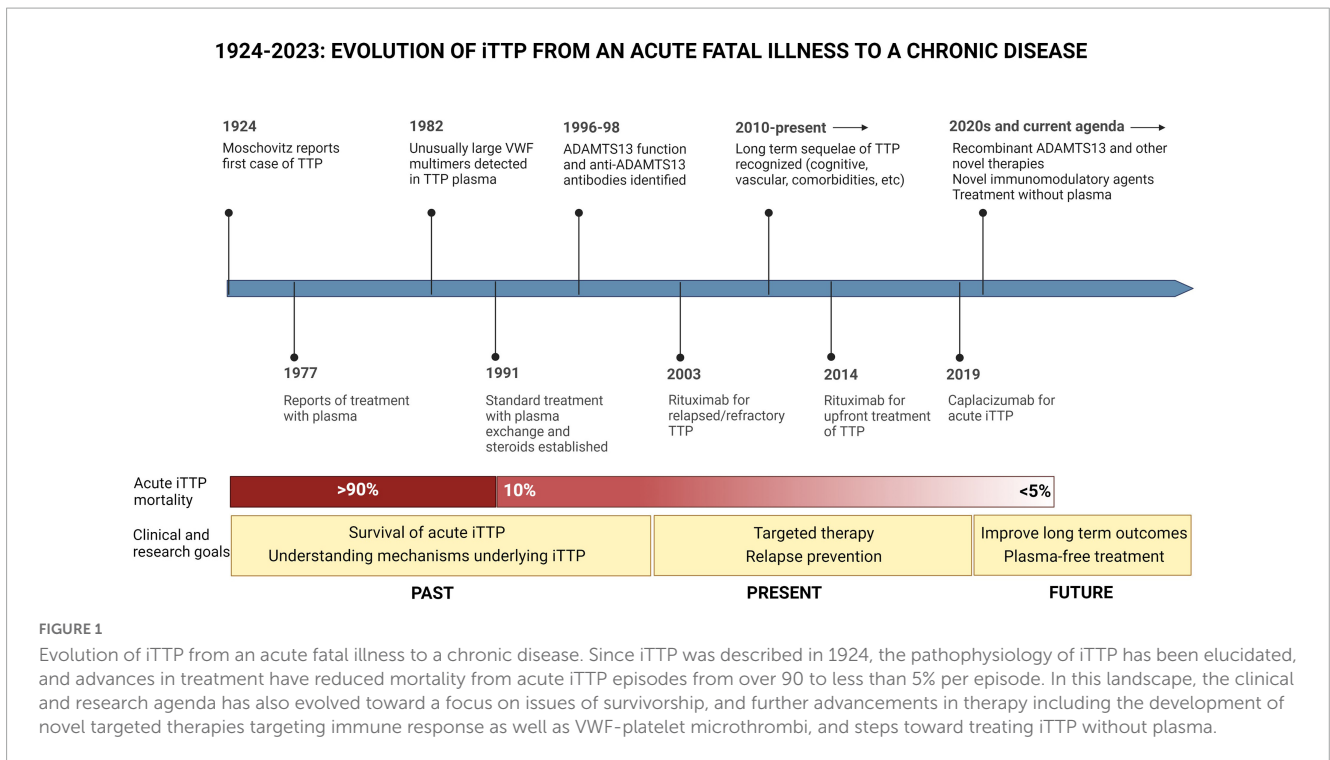 1924-2023: EVOLUTION OF iTTP FROM AN ACUTE FATAL ILLNESS TO A CHRONIC DISEASE
1924
Moschovitz reports
first case of TTP
1982
Unusually large VWF
multimers detected
in TTP plasma
1996-98
ADAMTS13 function
and anti-ADAMTS13
antibodies identified
2010-present
Long term sequelae of TTP
recognized (cognitive,
vascular, comorbidities, etc)
2020s and current agenda
Recombinant ADAMTS13 and other
novel therapies
Novel immunomodulatory agents
Treatment without plasma
1977
Reports of treatment
with plasma
1991
Standard treatment
with plasma
exchange and
steroids established
2003
Rituximab for
relapsed/refractory
TTP
2014
Rituximab for
upfront treatment
of TTP
2019
Caplacizumab for
acute iTTP
Acute iTTP
mortality
>90%
10%
<5%
Clinical and
research goals
Survival of acute iTTP
Understanding mechanisms underlying iTTP
Targeted therapy
Relapse prevention
Improve long term outcomes
Plasma-free treatment
PAST
PRESENT
FUTURE
FIGURE 1
Evolution of iTTP from an acute fatal illness to a chronic disease. Since iTTP was described in 1924, the pathophysiology of iTTP has been elucidated,
and advances in treatment have reduced mortality from acute iTTP episodes from over 90 to less than 5% per episode. In this landscape, the clinical
and research agenda has also evolved toward a focus on issues of survivorship, and further advancements in therapy including the development of
novel targeted therapies targeting immune response as well as VWF-platelet microthrombi, and steps toward treating iTTP without plasma.